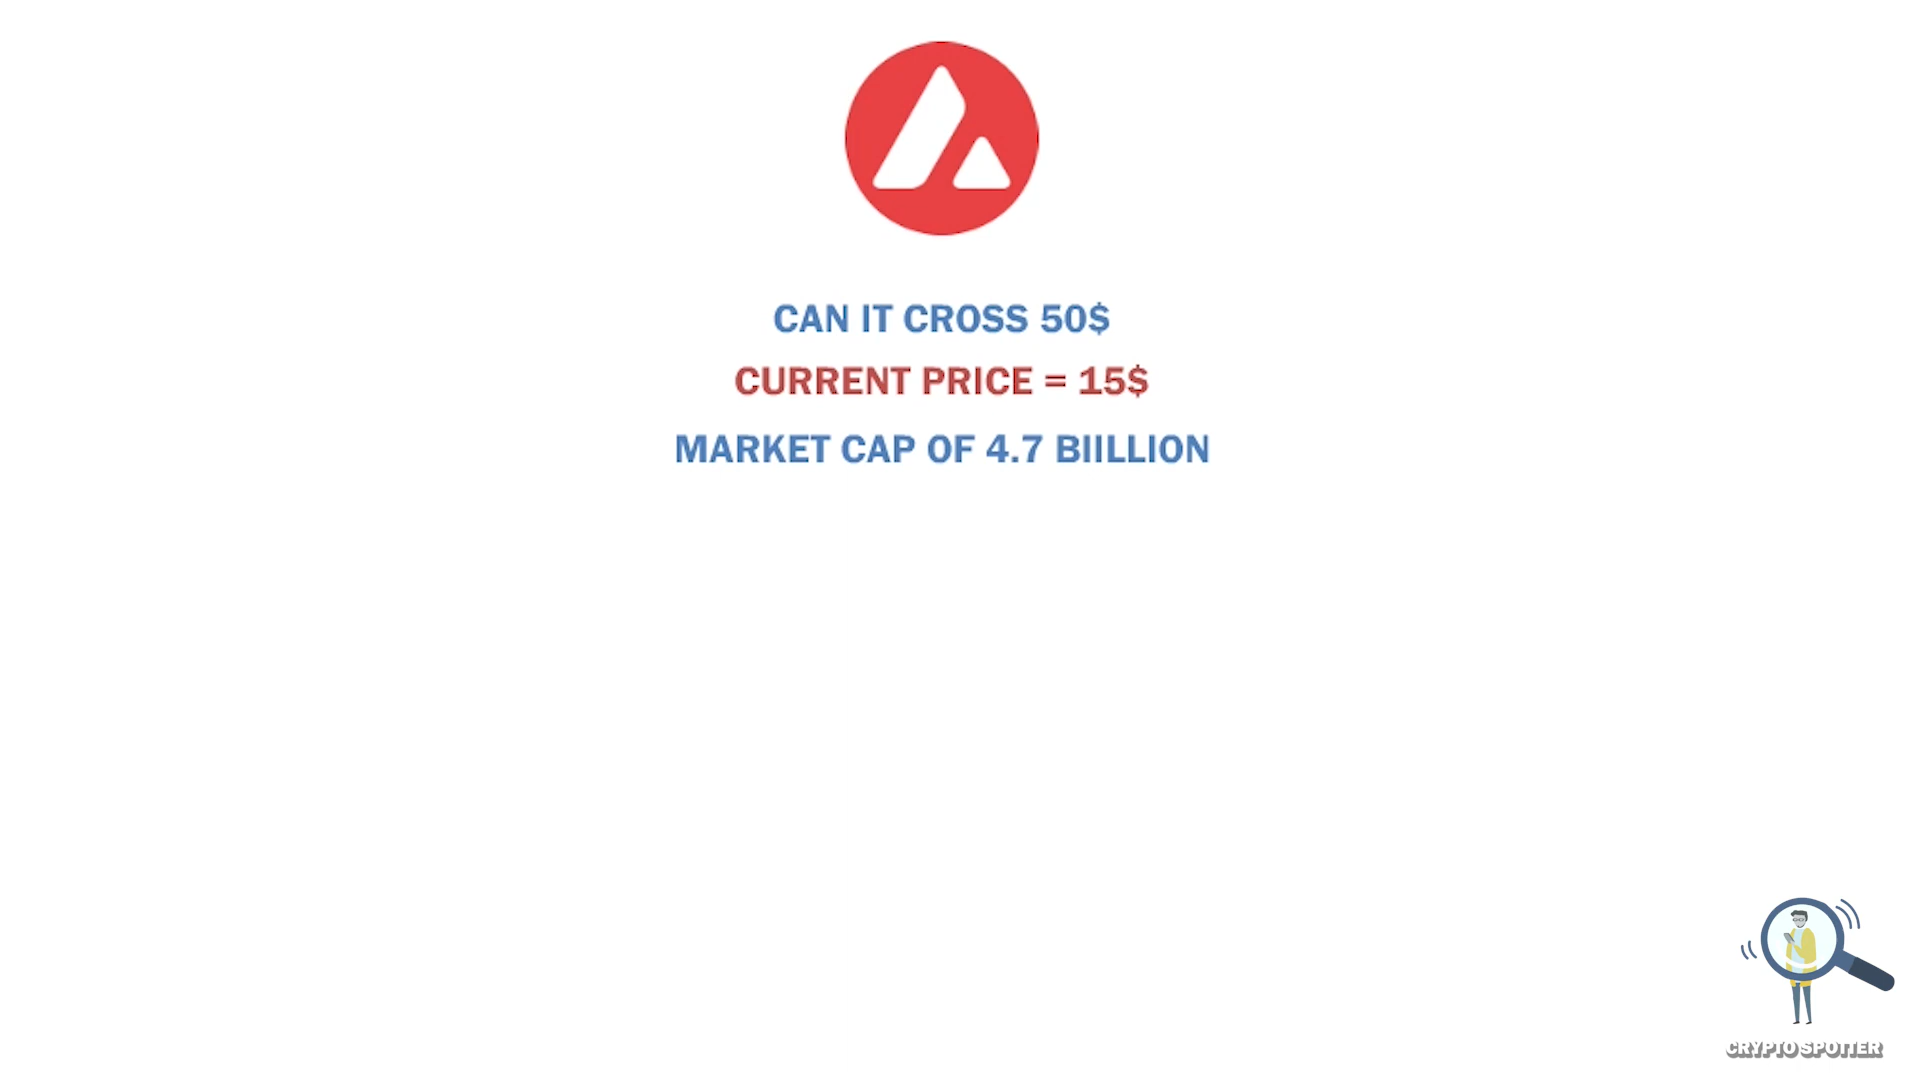 CAN IT CROSS 50$
CURRENT PRICE = 15$
MARKET CAP OF 4.7 BIILLION
CRYPTO SPOTTER